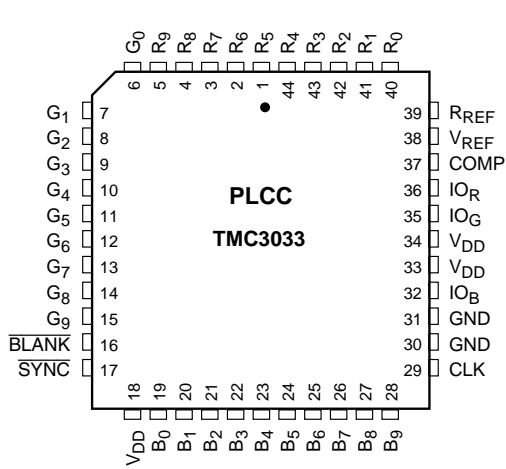 G0 R9 R8 R7 R6 R5 R4 R3 R2 R1 R0
6 5 4 3 2 1 44 43 42 41 40
G1 7 39 RREF
G2 8 38 VREF
G3 9 37 COMP
G4 10 36 IOR
PLCC
G5 11 35 IOG
TMC3033
G6 12 34 VDD
G7 13 33 VDD
G8 14 32 IOB
G9 15 31 GND
BLANK 16 30 GND
SYNC 17 29 CLK
18 19 20 21 22 23 24 25 26 27 28
VDD B0 B1 B2 B3 B4 B5 B6 B7 B8 B9